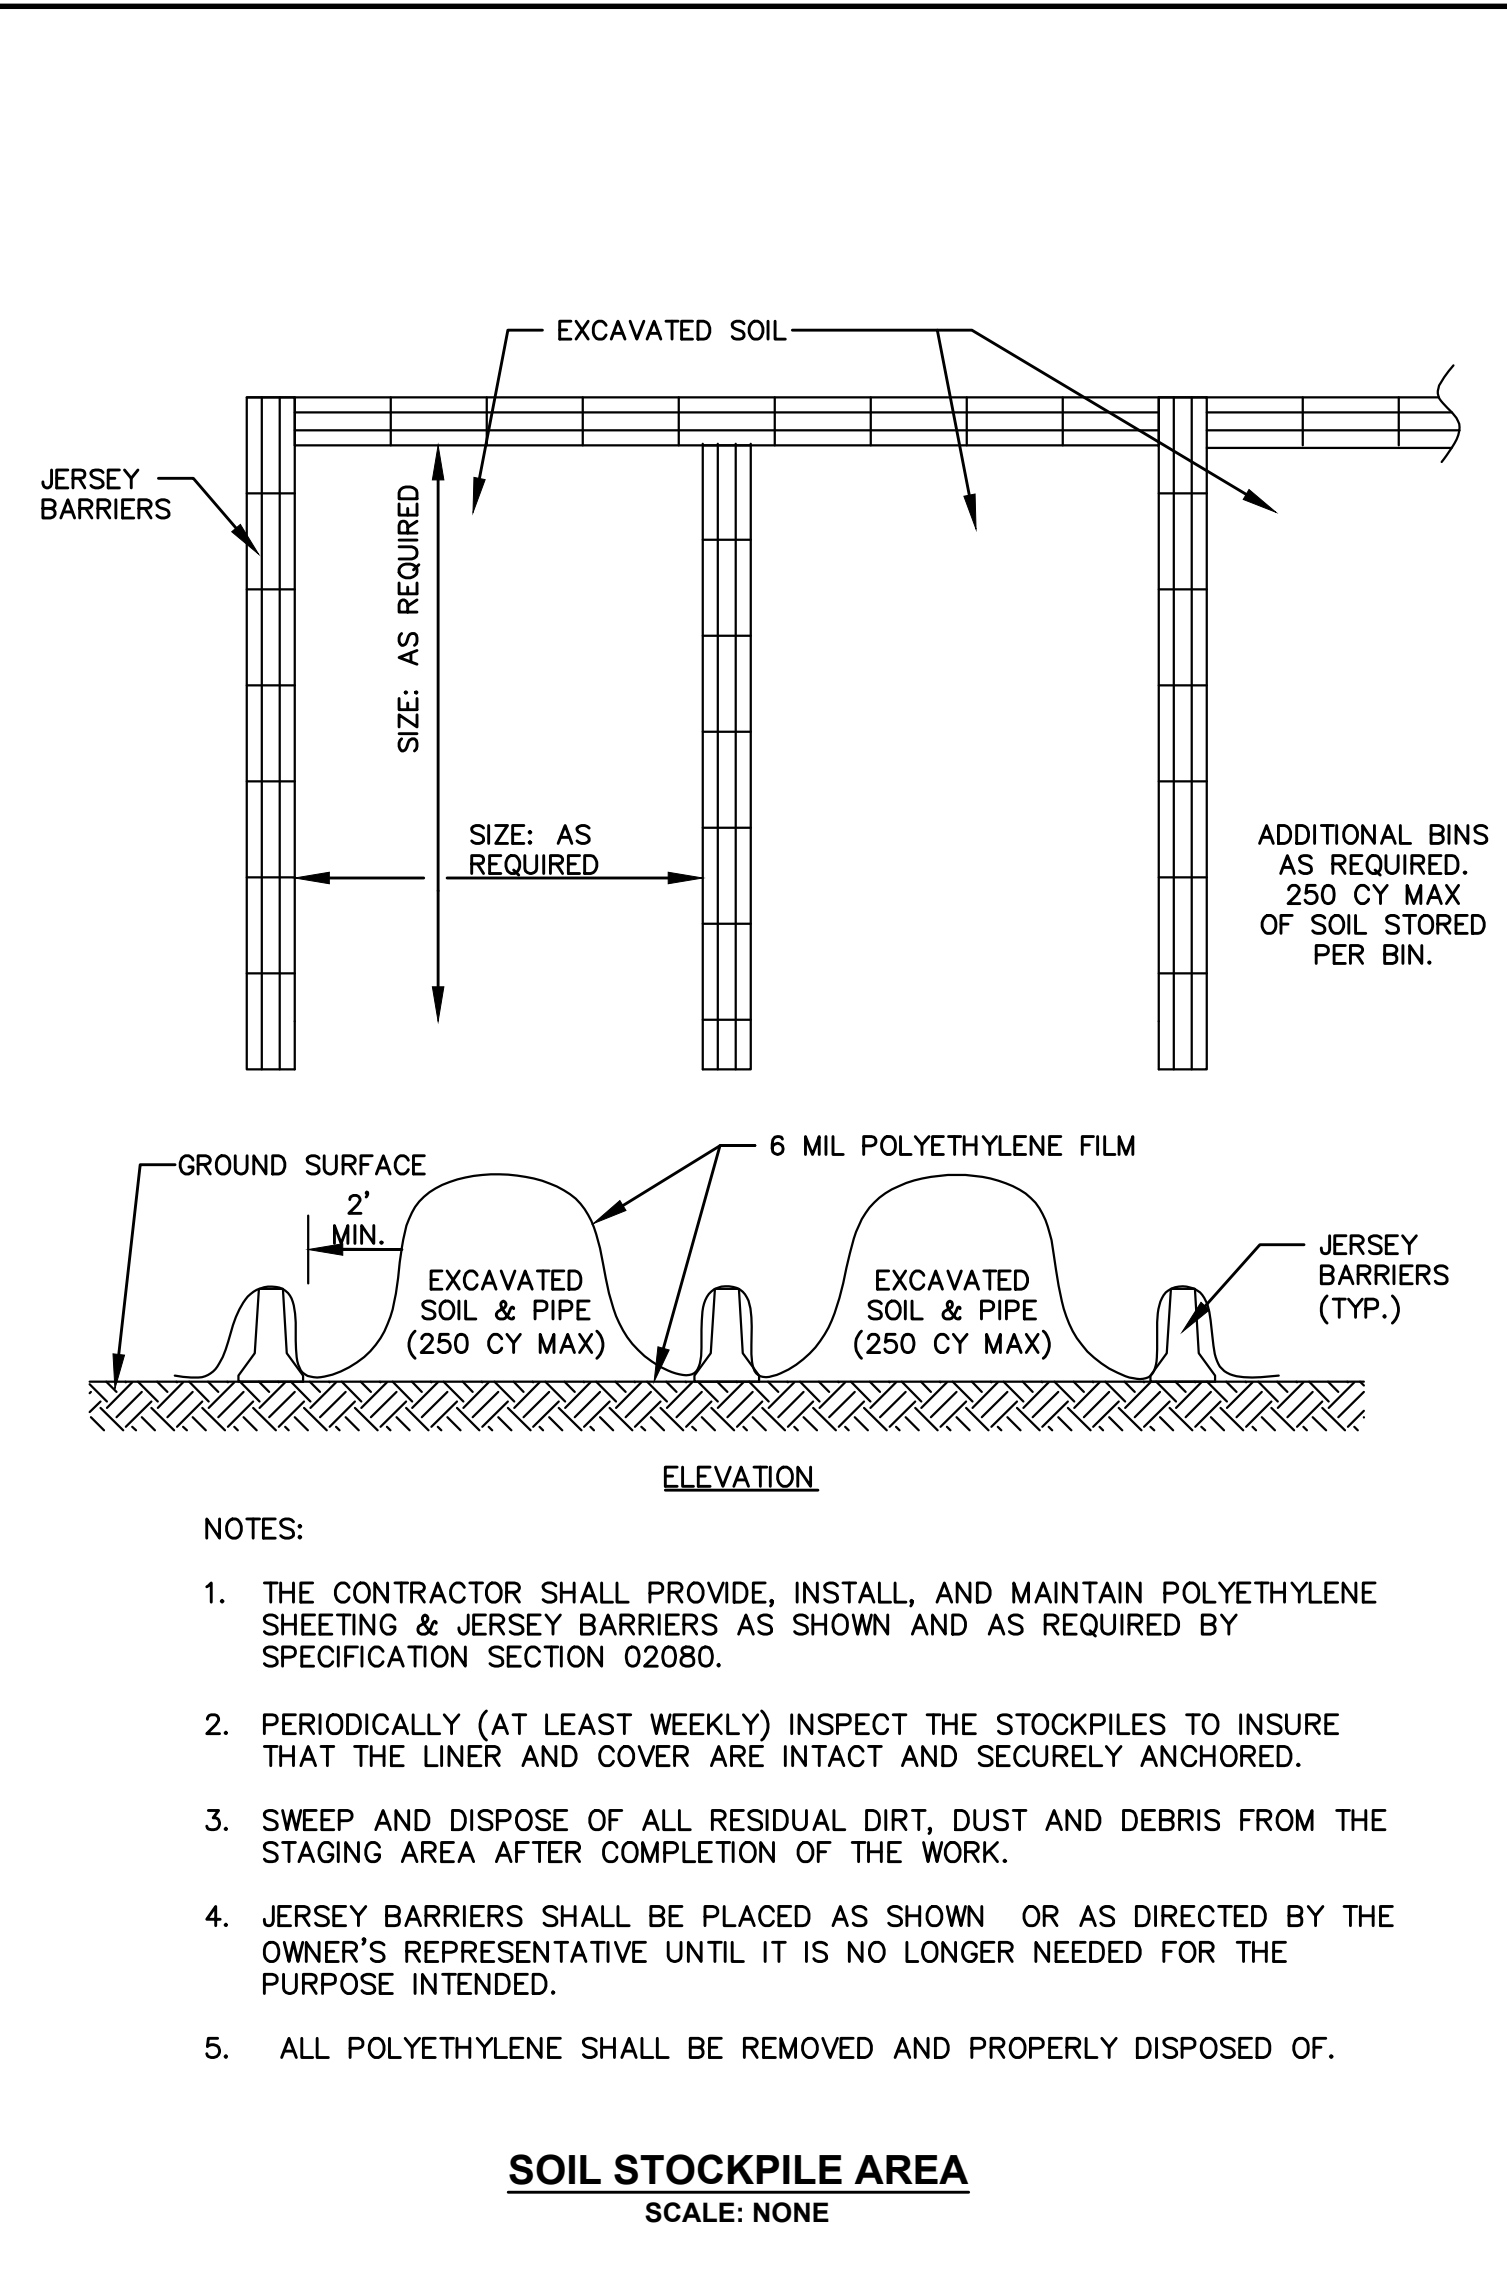 EXCAVATED SOIL
JERSEY
BARRIERS
SIZE: AS REQUIRED
SIZE: AS
REQUIRED
ADDITIONAL BINS
AS REQUIRED.
250 CY MAX
OF SOIL STORED
PER BIN.
6 MIL POLYETHYLENE FILM
GROUND SURFACE
2'
MIN.
EXCAVATED
SOIL & PIPE
(250 CY MAX)
EXCAVATED
SOIL & PIPE
(250 CY MAX)
JERSEY
BARRIERS
(TYP.)
ELEVATION
NOTES:
1. THE CONTRACTOR SHALL PROVIDE, INSTALL, AND MAINTAIN POLYETHYLENE
SHEETING & JERSEY BARRIERS AS SHOWN AND AS REQUIRED BY
SPECIFICATION SECTION 02080.
2. PERIODICALLY (AT LEAST WEEKLY) INSPECT THE STOCKPILES TO INSURE
THAT THE LINER AND COVER ARE INTACT AND SECURELY ANCHORED.
3. SWEEP AND DISPOSE OF ALL RESIDUAL DIRT, DUST AND DEBRIS FROM THE
STAGING AREA AFTER COMPLETION OF THE WORK.
4. JERSEY BARRIERS SHALL BE PLACED AS SHOWN OR AS DIRECTED BY THE
OWNER'S REPRESENTATIVE UNTIL IT IS NO LONGER NEEDED FOR THE
PURPOSE INTENDED.
5. ALL POLYETHYLENE SHALL BE REMOVED AND PROPERLY DISPOSED OF.
SOIL STOCKPILE AREA
SCALE: NONE